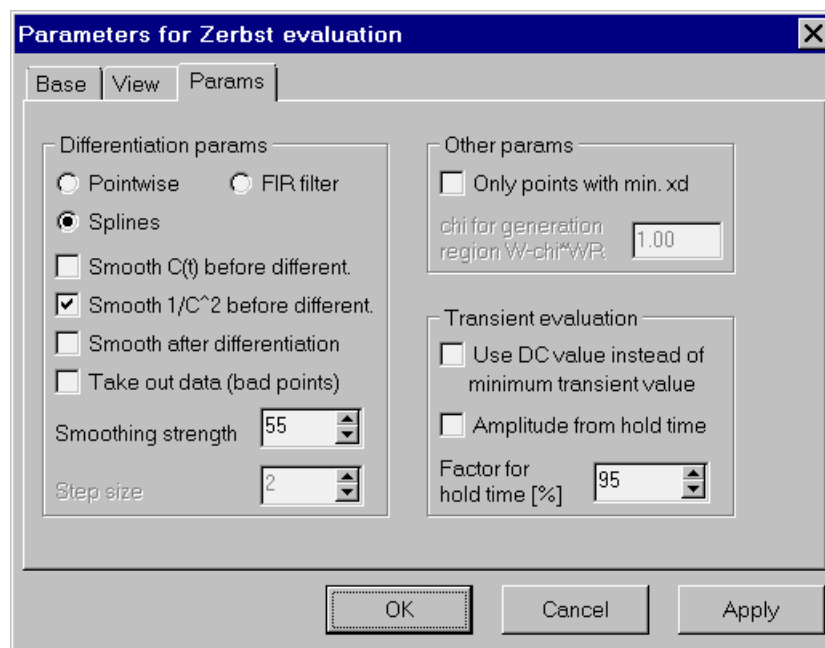 Parameters for Zerbst evaluation
Base
View
Params
Differentiation params
Pointwise
FIR filter
Splines
Smooth C(t) before different.
Smooth 1/C^2 before different.
Smooth after differentiation
Take out data (bad points)
Smoothing strength
55
Step size
2
Other params
Only points with min. xd
chi for generation
region W-chi*WR
1.00
Transient evaluation
Use DC value instead of
minimum transient value
Amplitude from hold time
Factor for
hold time [%]
95
OK
Cancel
Apply